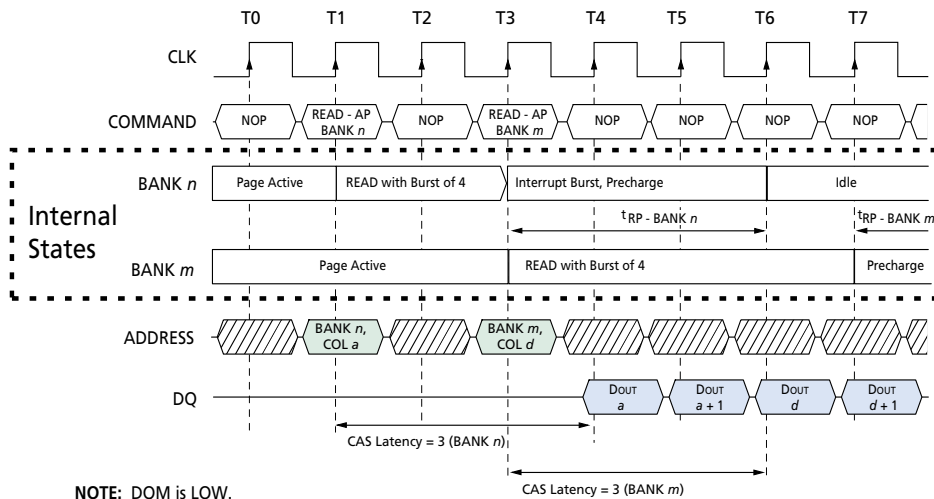 T0 T1 T2 T3 T4 T5 T6 T7
CLK
COMMAND NOP READ - AP BANK n NOP READ - AP BANK m NOP NOP NOP NOP
Internal States
BANK n Page Active READ with Burst of 4 Interrupt Burst, Precharge Idle
tRP - BANK n tRP - BANK m
BANK m Page Active READ with Burst of 4 Precharge
ADDRESS BANK n, COL a BANK m, COL d
DQ DOUT a DOUT a + 1 DOUT d DOUT d + 1
CAS Latency = 3 (BANK n)
CAS Latency = 3 (BANK m)
NOTE: DQM is LOW.